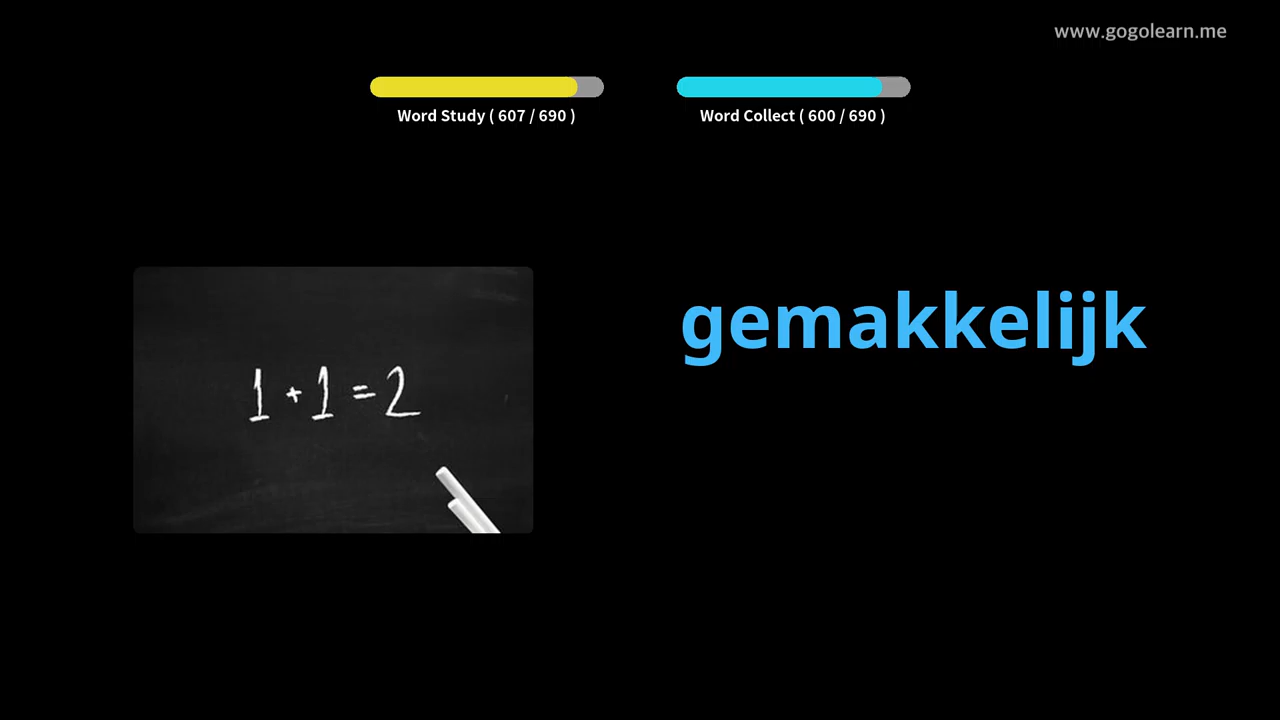 www.gogolearn.me
Word Study ( 607 / 690 )
Word Collect ( 600 / 690 )
gemakkelijk
1 + 1 = 2